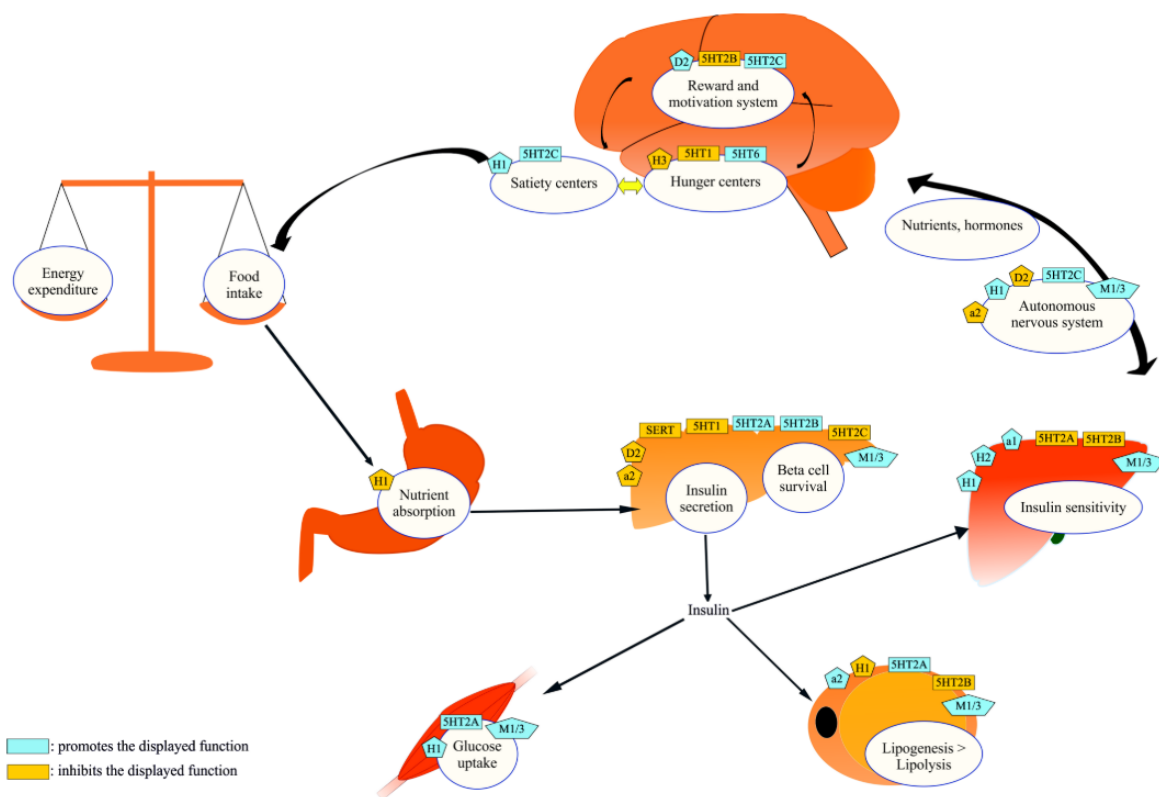 D2
5HT2B
5HT2C
Reward and
motivation system
H1
5HT2C
Satiety centers
H3
5HT1
5HT6
Hunger centers
Nutrients, hormones
a2
H1
D2
5HT2C
M1/3
Autonomous
nervous system
Energy
expenditure
Food
intake
H1
Nutrient
absorption
a2
D2
SERT
5HT1
5HT2A
5HT2B
5HT2C
M1/3
Insulin
secretion
Beta cell
survival
H1
H2
a1
5HT2A
5HT2B
M1/3
Insulin sensitivity
Insulin
H1
5HT2A
M1/3
Glucose
uptake
a2
H1
5HT2A
5HT2B
M1/3
Lipogenesis >
Lipolysis
: promotes the displayed function
: inhibits the displayed function